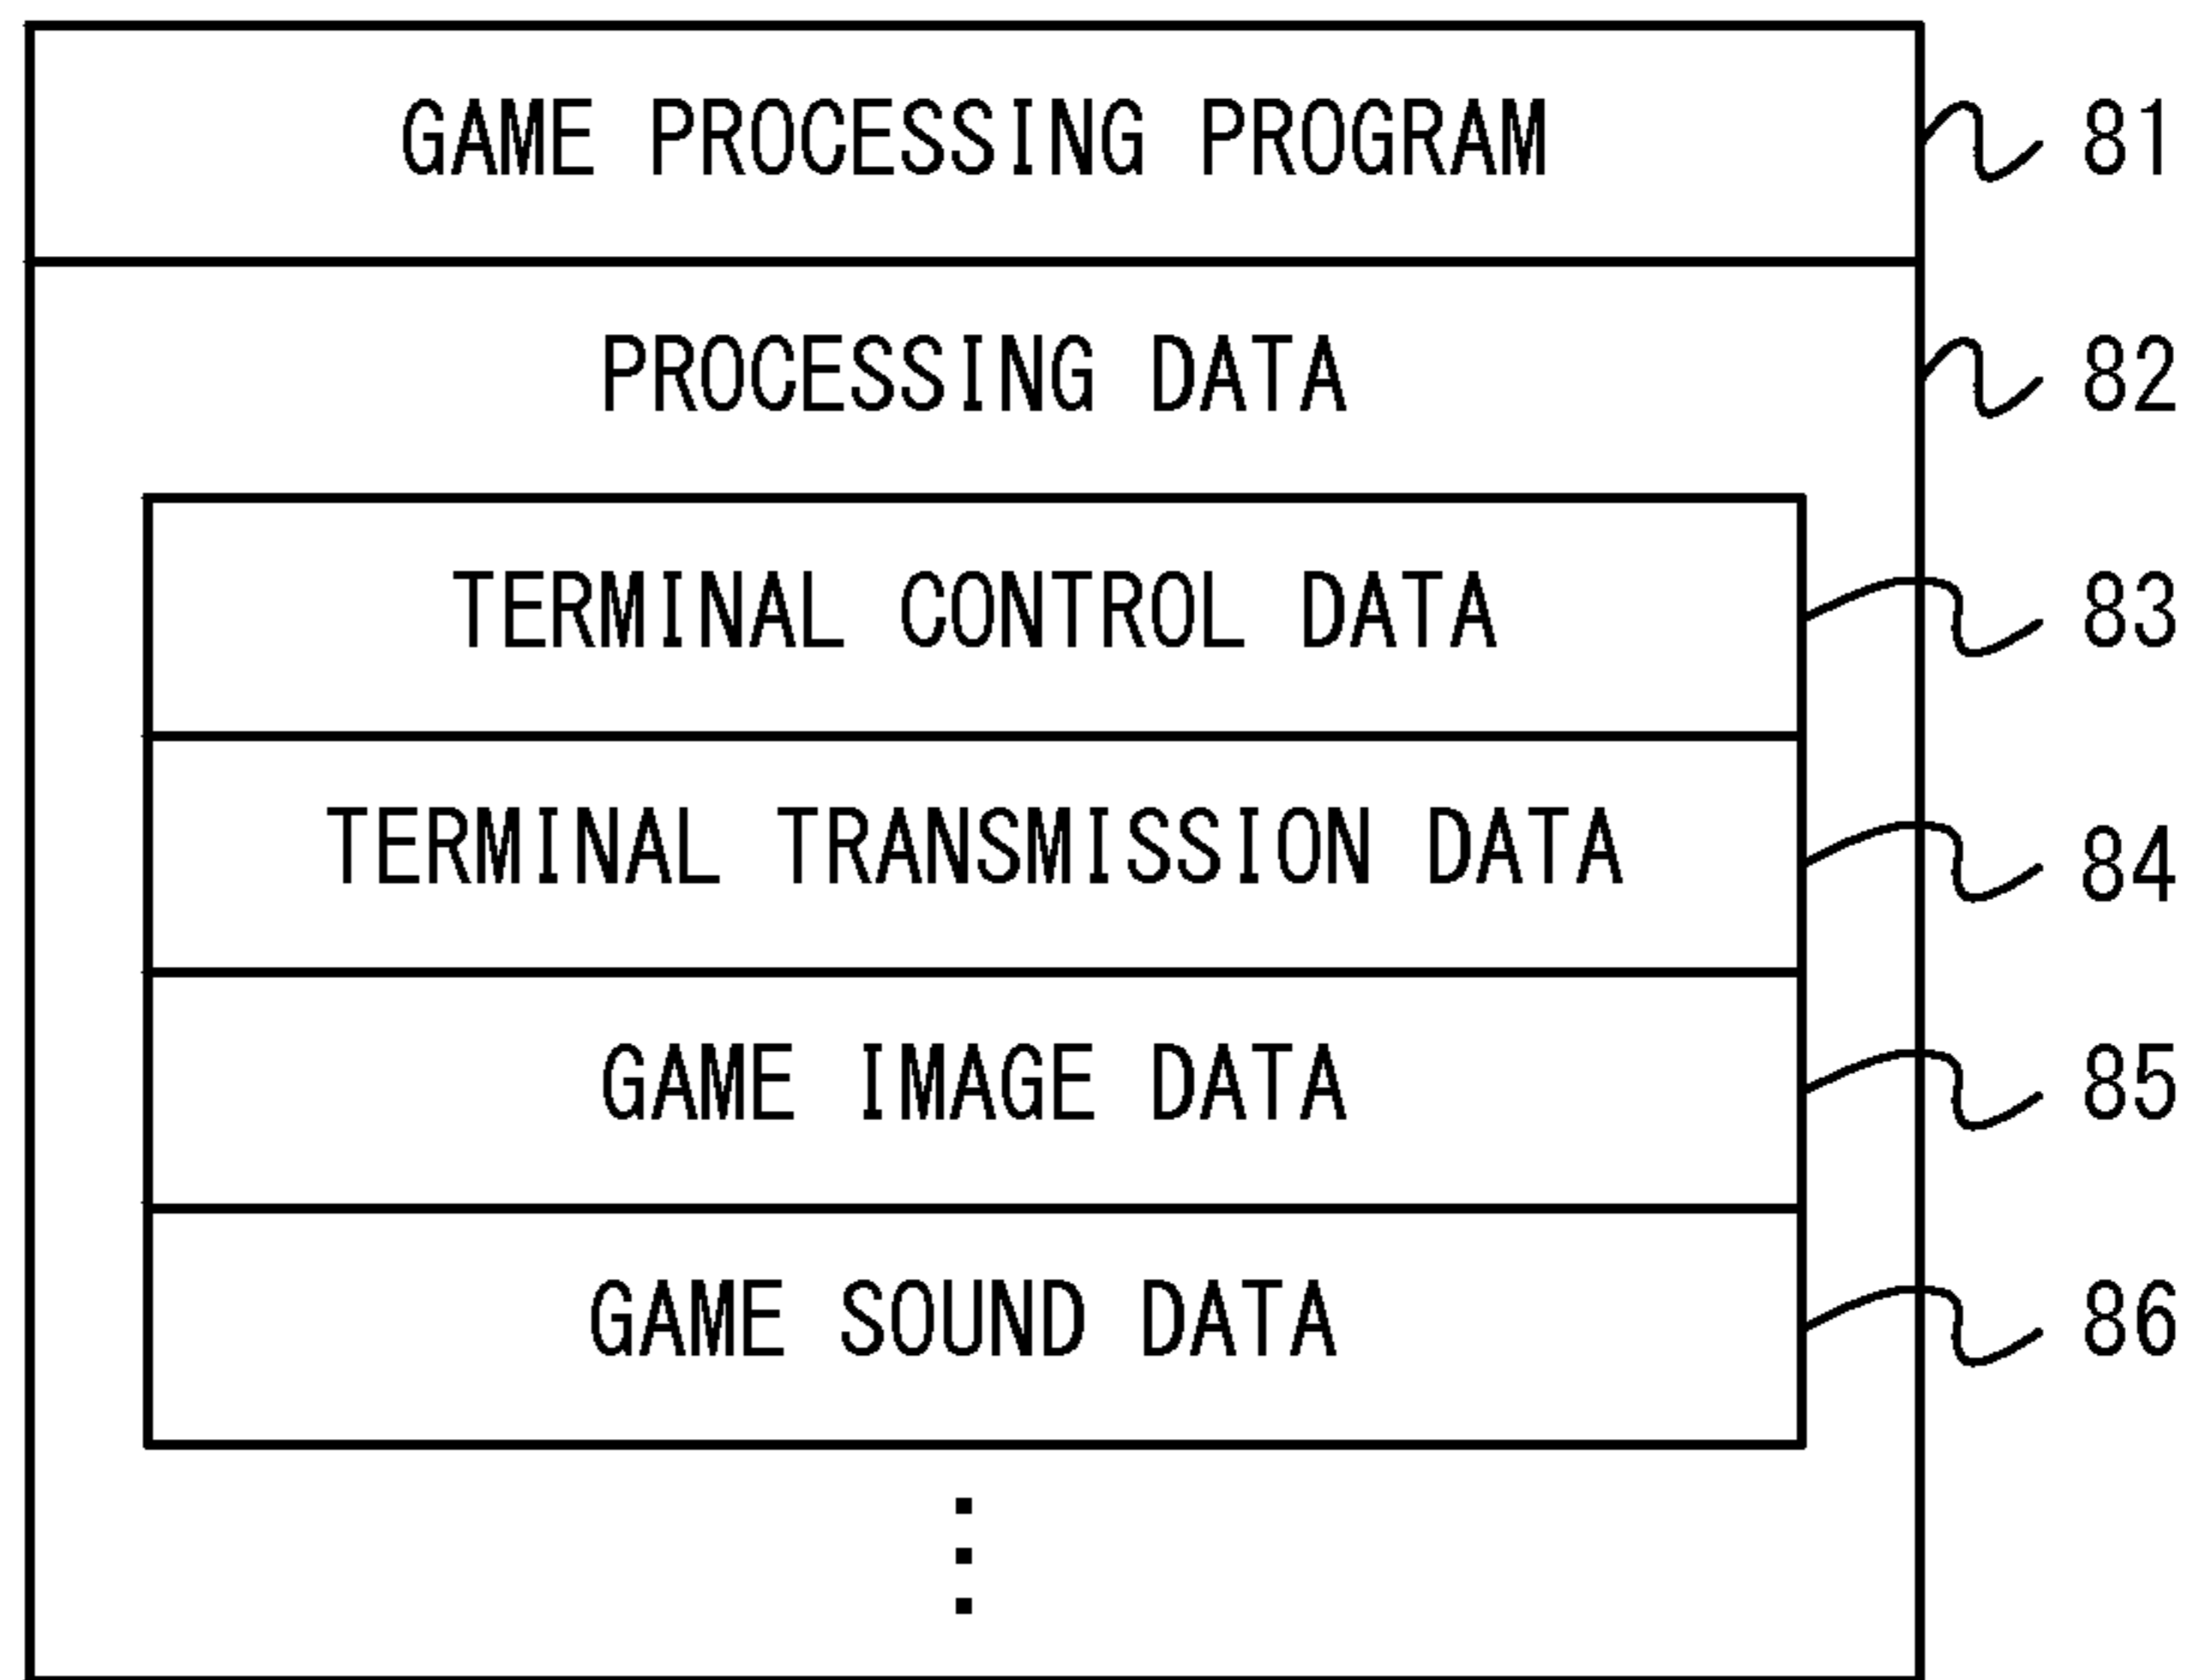 GAME PROCESSING PROGRAM 81
PROCESSING DATA 82
TERMINAL CONTROL DATA 83
TERMINAL TRANSMISSION DATA 84
GAME IMAGE DATA 85
GAME SOUND DATA 86